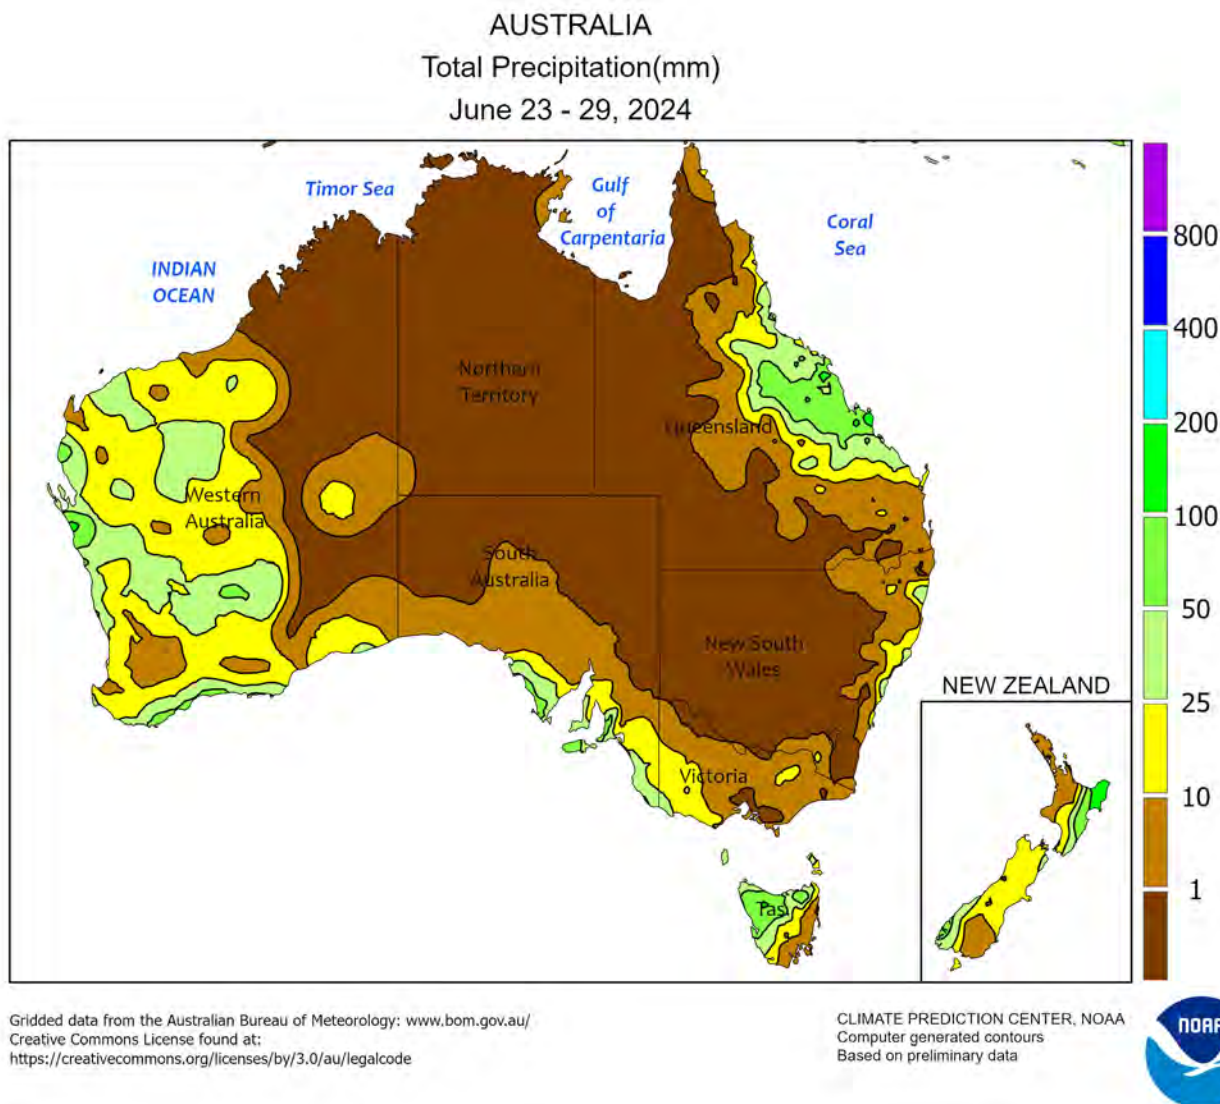 AUSTRALIA
Total Precipitation(mm)
June 23 - 29, 2024
Timor Sea
Gulf
of
Carpentaria
Coral
Sea
INDIAN
OCEAN
Northern
Territory
Queensland
Western
Australia
South
Australia
New South
Wales
Victoria
Tas
NEW ZEALAND
800
400
200
100
50
25
10
1
Gridded data from the Australian Bureau of Meteorology: www.bom.gov.au/
Creative Commons License found at:
https://creativecommons.org/licenses/by/3.0/au/legalcode
CLIMATE PREDICTION CENTER, NOAA
Computer generated contours
Based on preliminary data
NOAA